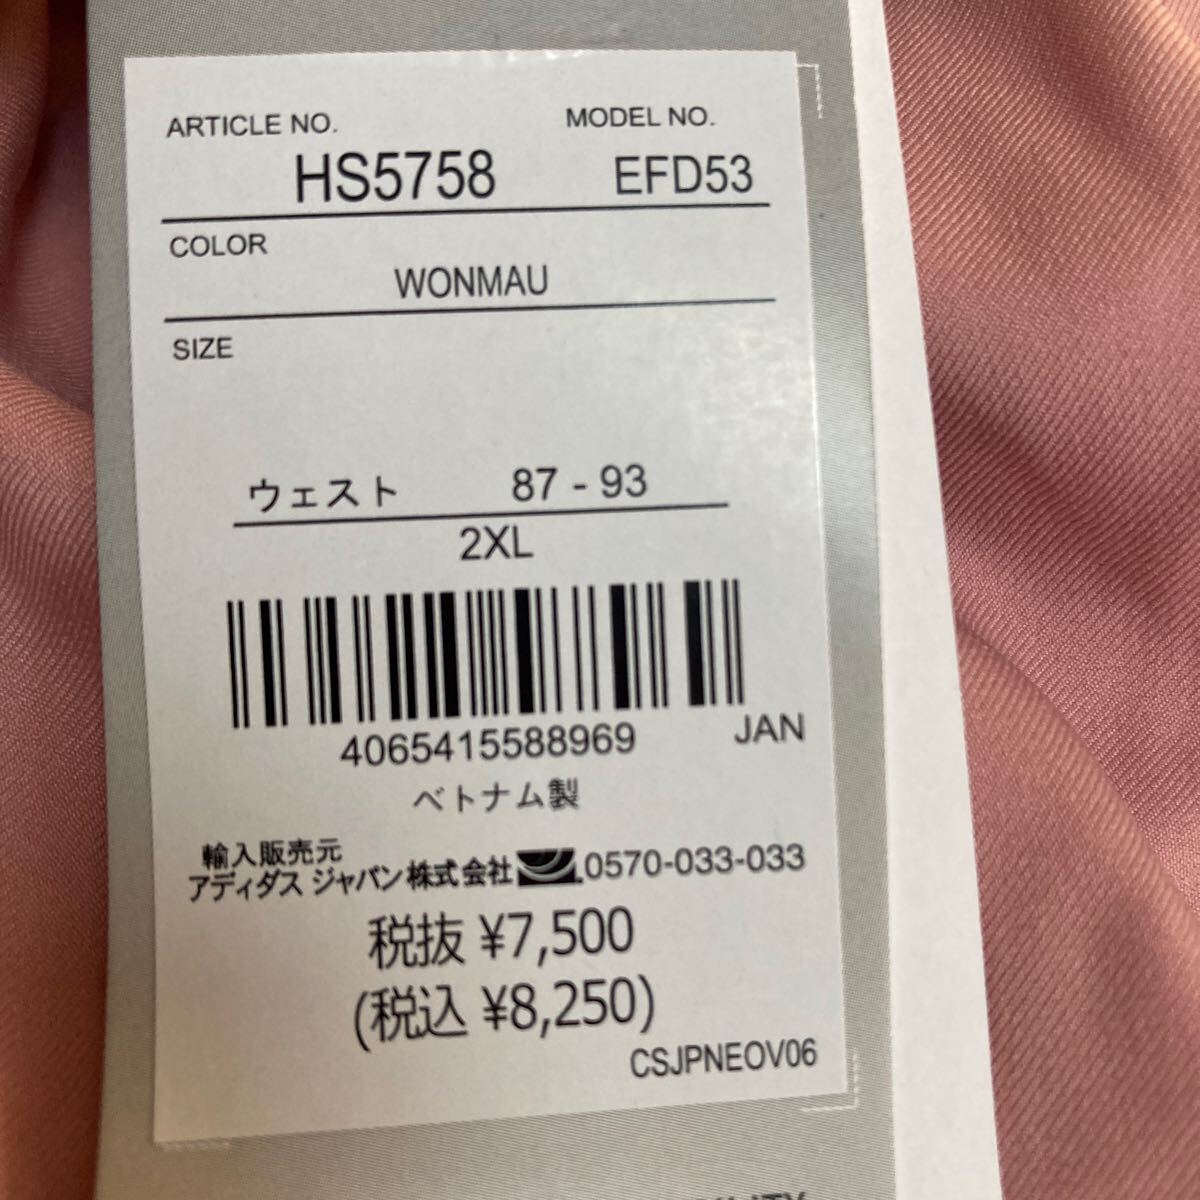 ARTICLE NO. MODEL NO.
HS5758 EFD53
COLOR
WONMAU
SIZE
ウェスト 87 - 93
2XL
4065415588969 JAN
ベトナム製
輸入販売元
アディダス ジャパン株式会社 0570-033-033
税抜 ¥7,500
(税込 ¥8,250)
CSJPNEOV06